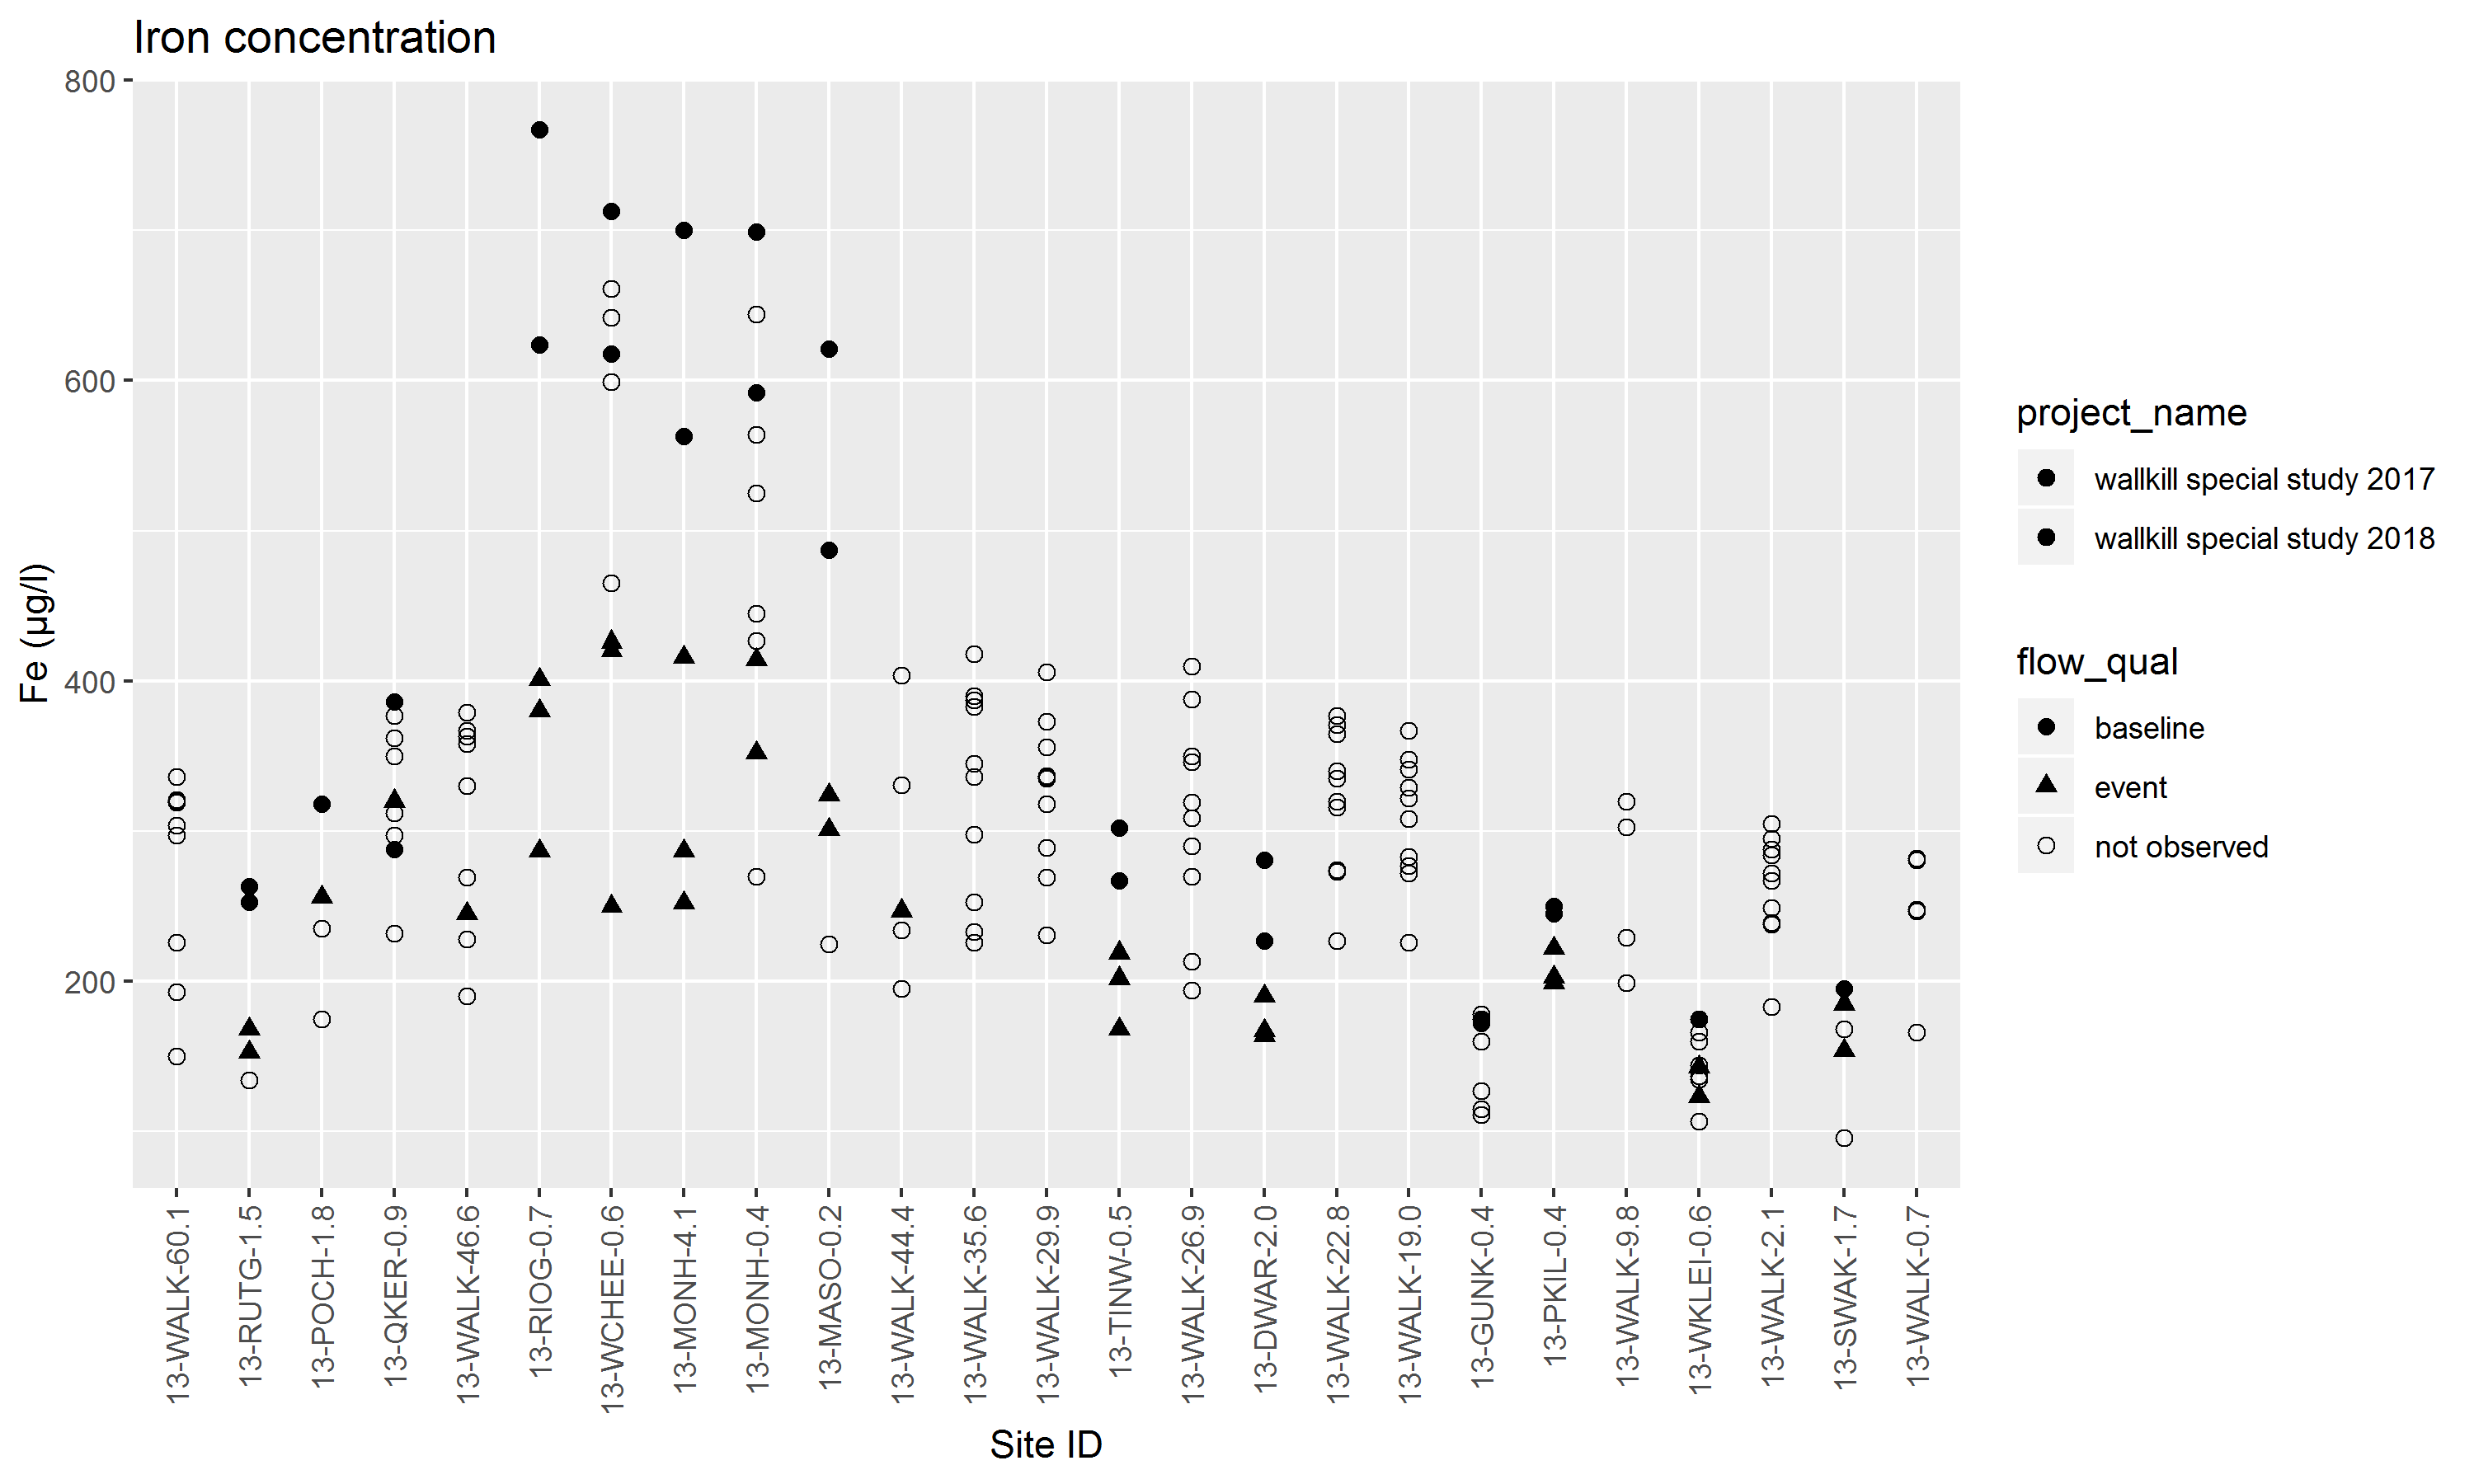 Iron concentration
800
600
400
200
Fe (µg/l)
13-WALK-60.1
13-RUTG-1.5
13-POCH-1.8
13-QKER-0.9
13-WALK-46.6
13-RIOG-0.7
13-WCHEE-0.6
13-MONH-4.1
13-MONH-0.4
13-MASO-0.2
13-WALK-44.4
13-WALK-35.6
13-WALK-29.9
13-TINW-0.5
13-WALK-26.9
13-DWAR-2.0
13-WALK-22.8
13-WALK-19.0
13-GUNK-0.4
13-PKIL-0.4
13-WALK-9.8
13-WKLEI-0.6
13-WALK-2.1
13-SWAK-1.7
13-WALK-0.7
Site ID
project_name
wallkill special study 2017
wallkill special study 2018
flow_qual
baseline
event
not observed